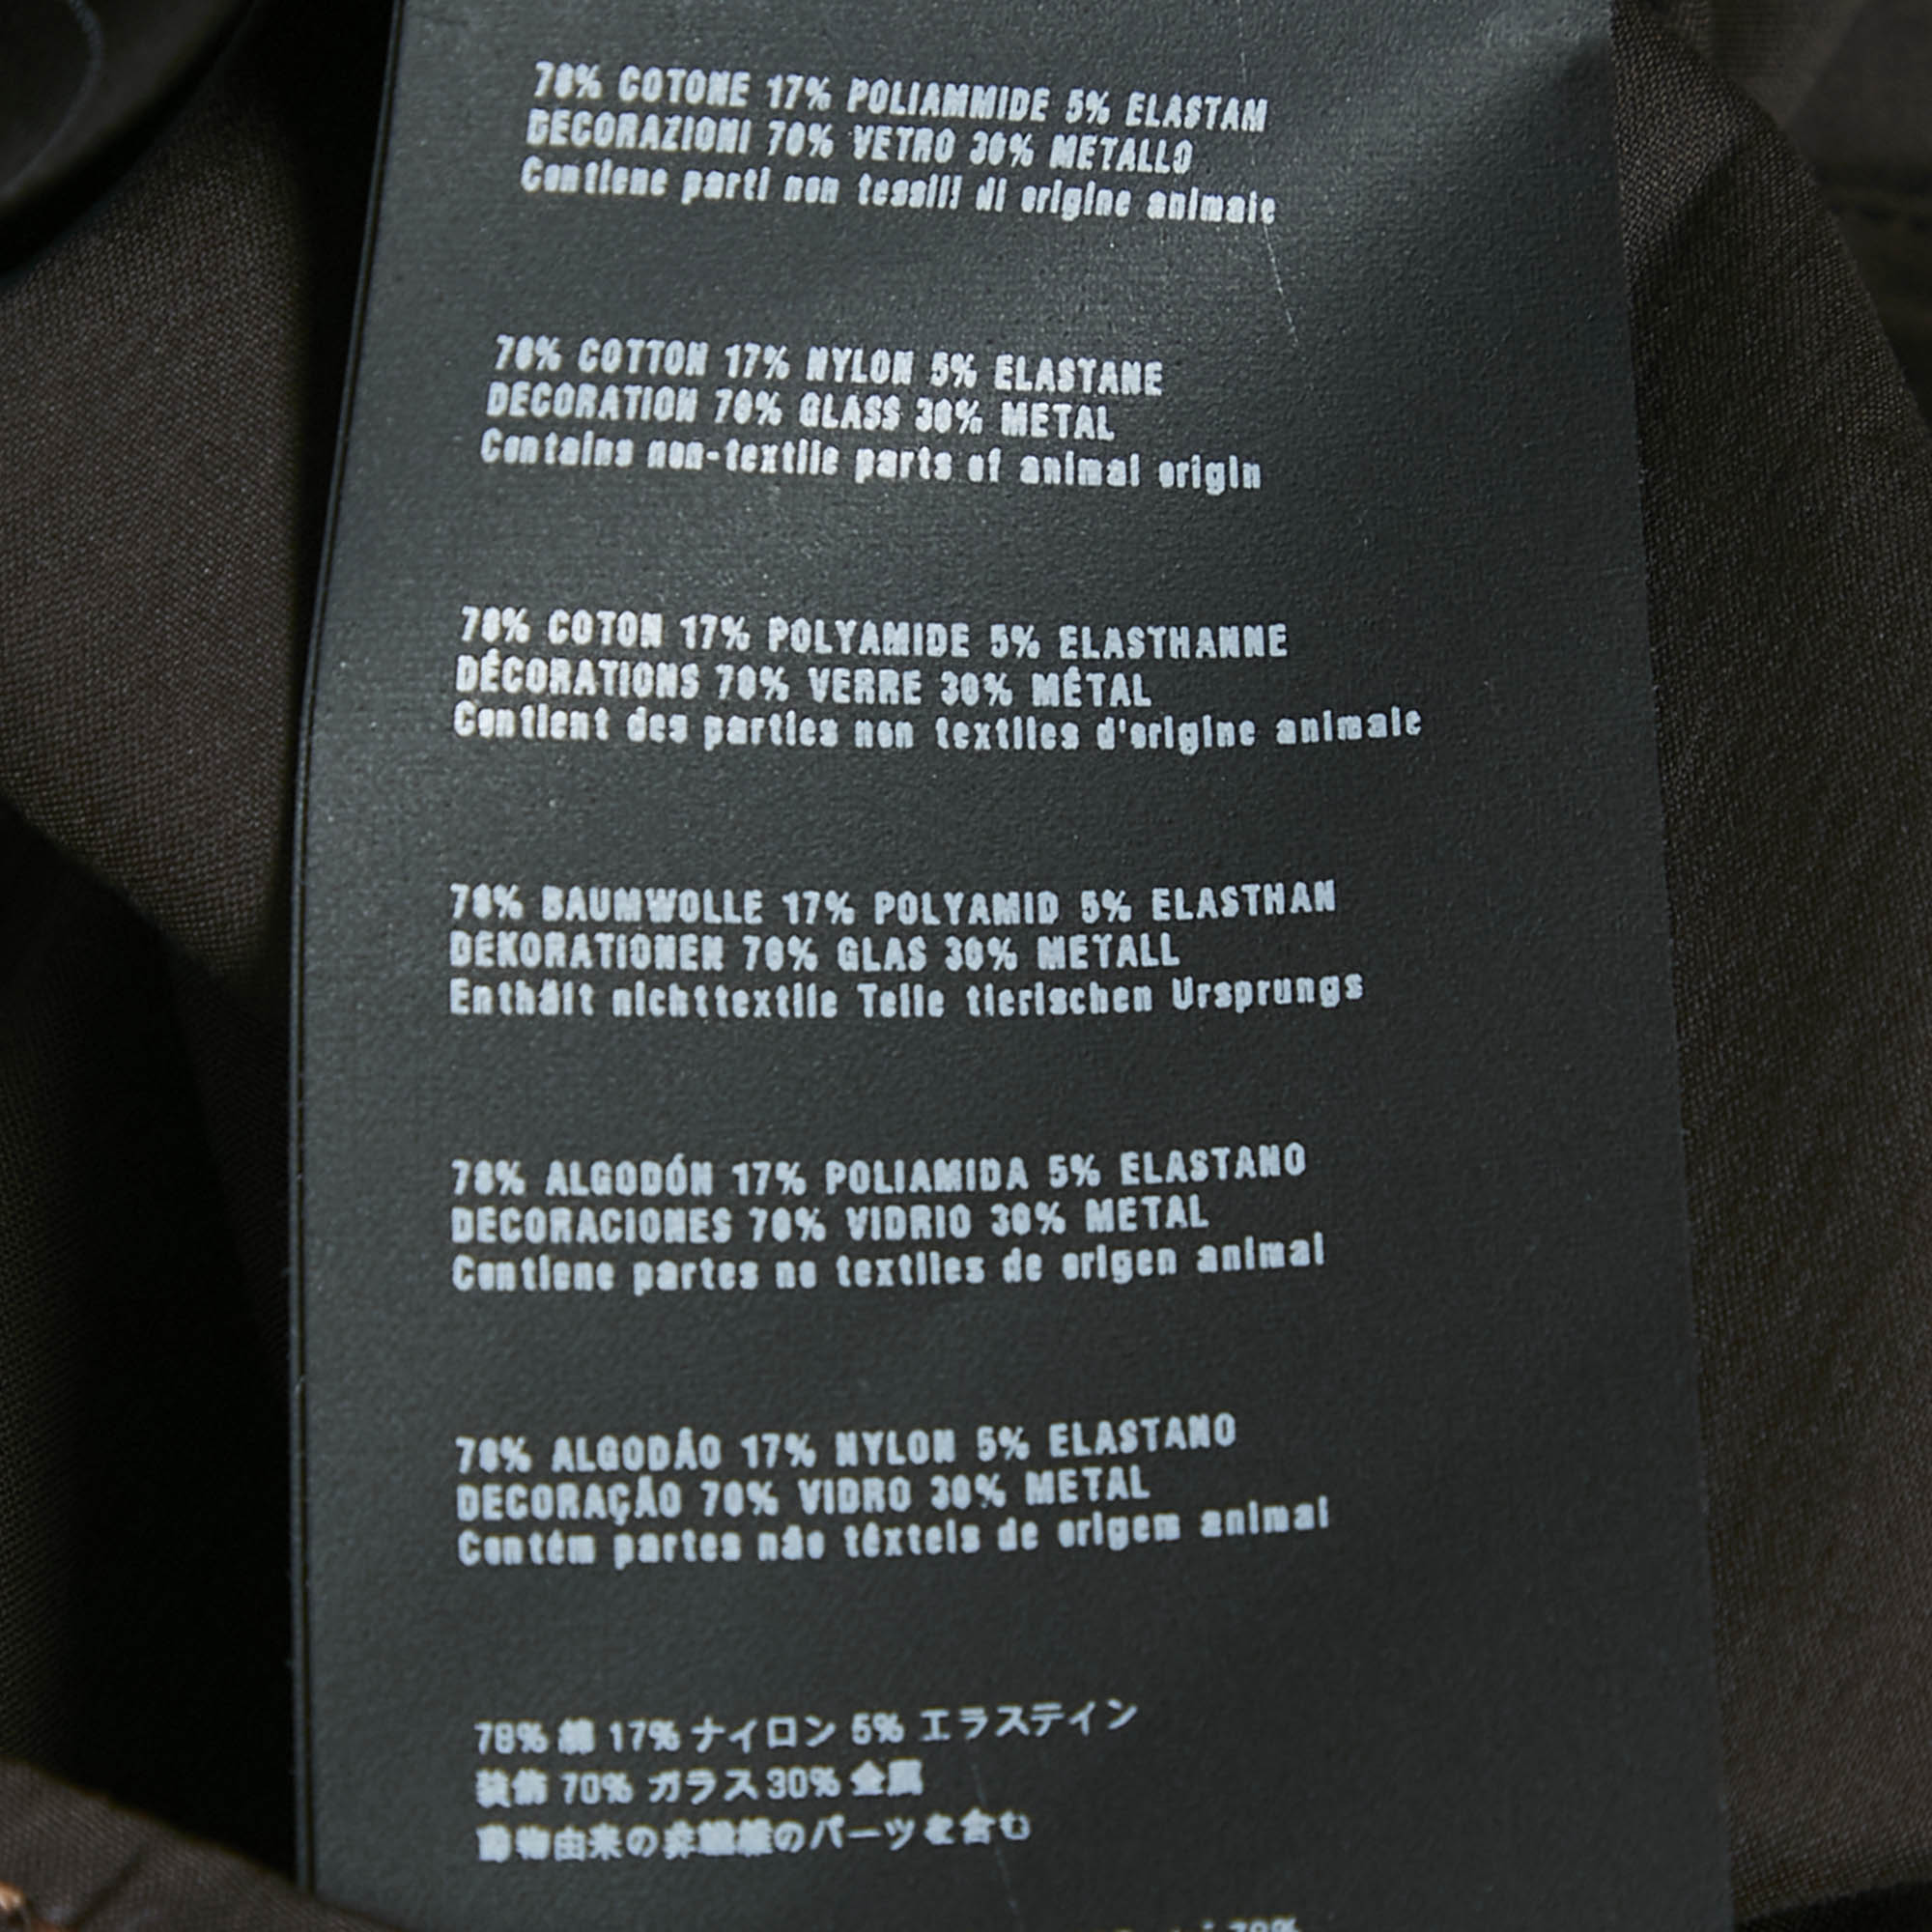 78% COTONE 17% POLIAMMIDE 5% ELASTAM
DECORAZIONI 70% VETRO 30% METALLO
Contiene parti non tessili di origine animale
78% COTTON 17% NYLON 5% ELASTANE
DECORATION 70% GLASS 30% METAL
Contains non-textile parts of animal origin
78% COTON 17% POLYAMIDE 5% ELASTHANNE
DÉCORATIONS 70% VERRE 30% MÉTAL
Contient des parties non textiles d'origine animale
78% BAUMWOLLE 17% POLYAMID 5% ELASTHAN
DEKORATIONEN 70% GLAS 30% METALL
Enthält nichttextile Teile tierischen Ursprungs
78% ALGODÓN 17% POLIAMIDA 5% ELASTANO
DECORACIONES 70% VIDRIO 30% METAL
Contiene partes no textiles de origen animal
78% ALGODÃO 17% NYLON 5% ELASTANO
DECORAÇÃO 70% VIDRO 30% METAL
Contém partes não têxteis de origem animal
78% 綿 17% ナイロン 5% エラステイン
装飾 70% ガラス 30% 金属
動物由来の非繊維のパーツを含む
78%